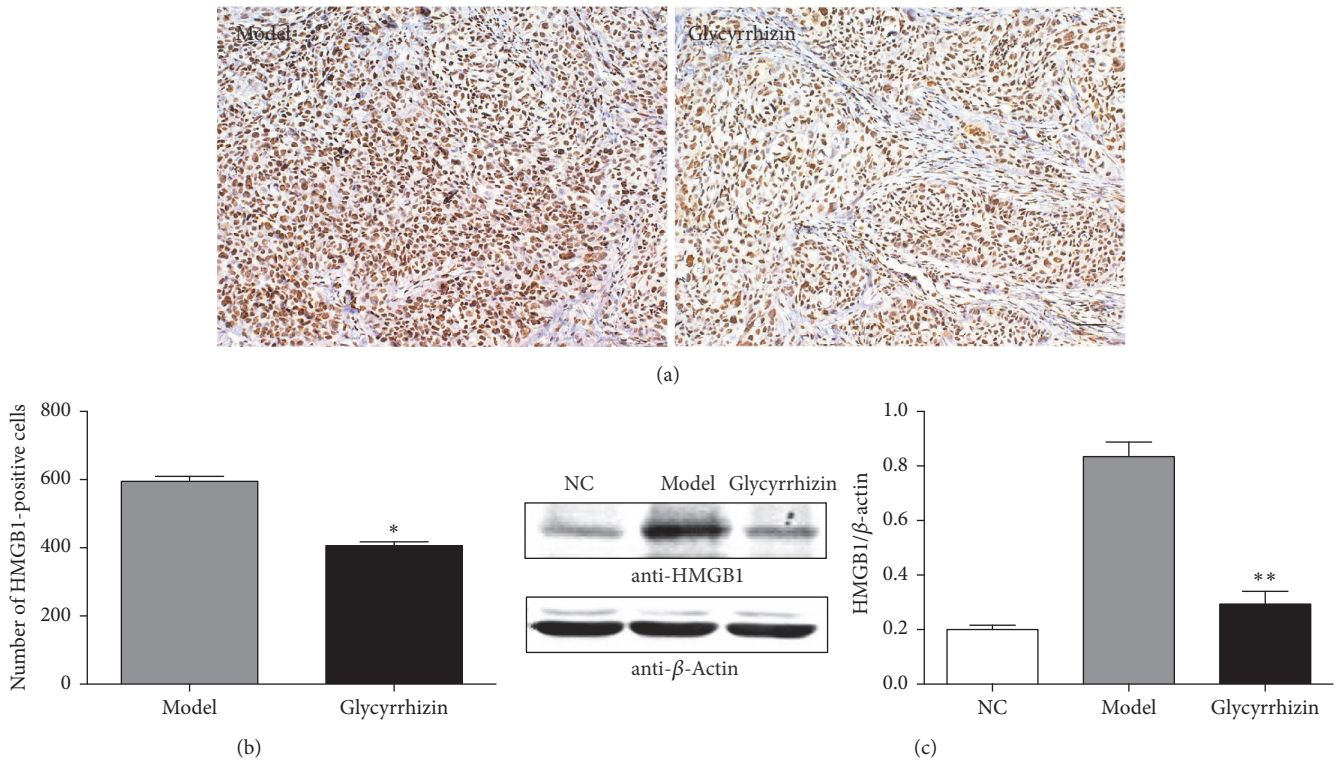 Model
Glycyrrhizin
(a)
Number of HMGB1-positive cells
800
600
400
200
0
*
Model
Glycyrrhizin
(b)
NC Model Glycyrrhizin
anti-HMGB1
anti-β-Actin
HMGB1/β-actin
1.0
0.8
0.6
0.4
0.2
0.0
**
NC
Model
Glycyrrhizin
(c)